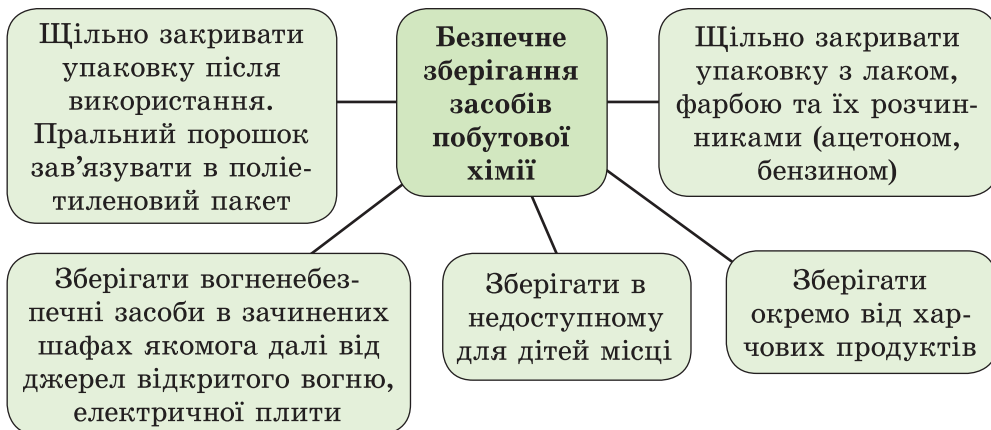 Щільно закривати
упаковку після
використання.
Пральний порошок
зав’язувати в поліе-
тиленовий пакет
Безпечне
зберігання
засобів
побутової
хімії
Щільно закривати
упаковку з лаком,
фарбою та їх розчин-
никами (ацетоном,
бензином)
Зберігати вогненебез-
печні засоби в зачинених
шафах якомога далі від
джерел відкритого вогню,
електричної плити
Зберігати в
недоступному
для дітей місці
Зберігати
окремо від хар-
чових продуктів